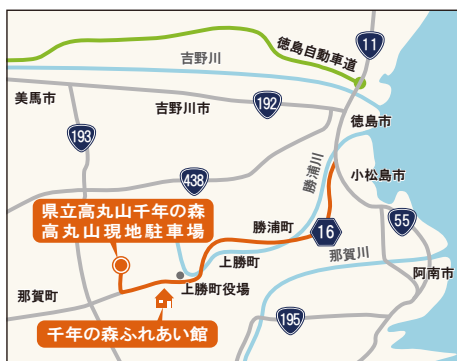 徳島自動車道
11
吉野川
美馬市
吉野川市
192
徳島市
193
勝浦川
438
小松島市
県立高丸山千年の森
高丸山現地駐車場
勝浦町
16
55
上勝町
那賀川
阿南市
那賀町
上勝町役場
千年の森ふれあい館
195